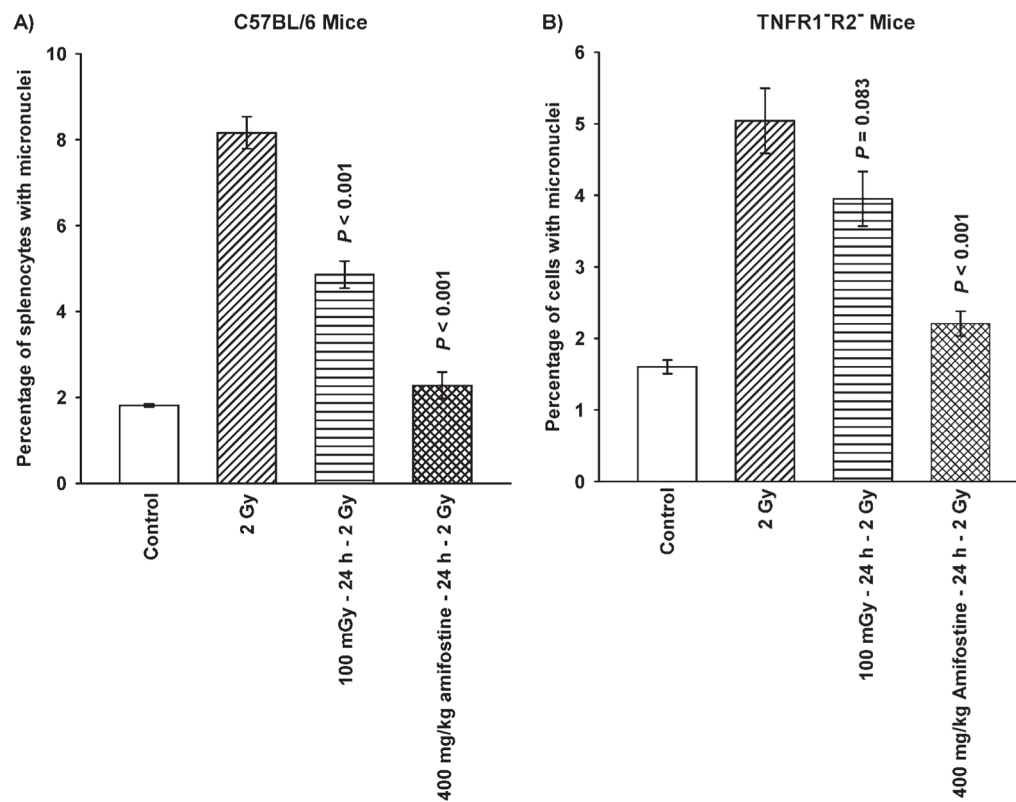 A)
C57BL/6 Mice
Percentage of splenocytes with micronuclei
10
8
6
4
2
0
P < 0.001
P < 0.001
Control
2 Gy
100 mGy - 24 h - 2 Gy
400 mg/kg amifostine - 24 h - 2 Gy
B)
TNFR1⁻R2⁻ Mice
Percentage of cells with micronuclei
6
5
4
3
2
1
0
P = 0.083
P < 0.001
Control
2 Gy
100 mGy - 24 h - 2 Gy
400 mg/kg Amifostine - 24 h - 2 Gy